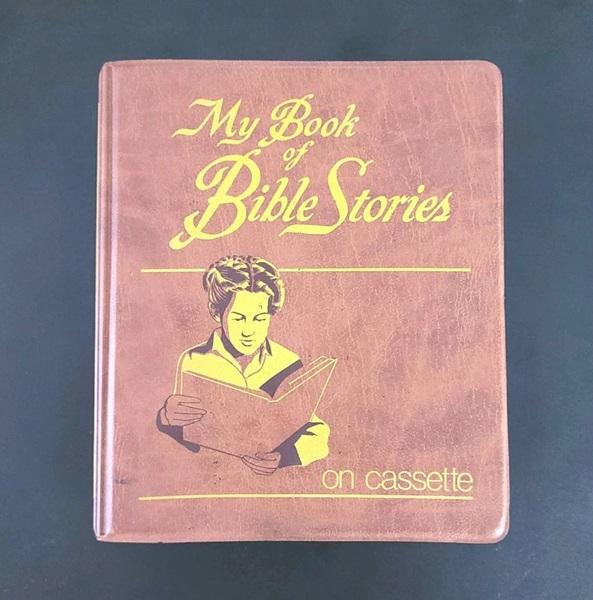 My Book
of
Bible Stories
on cassette